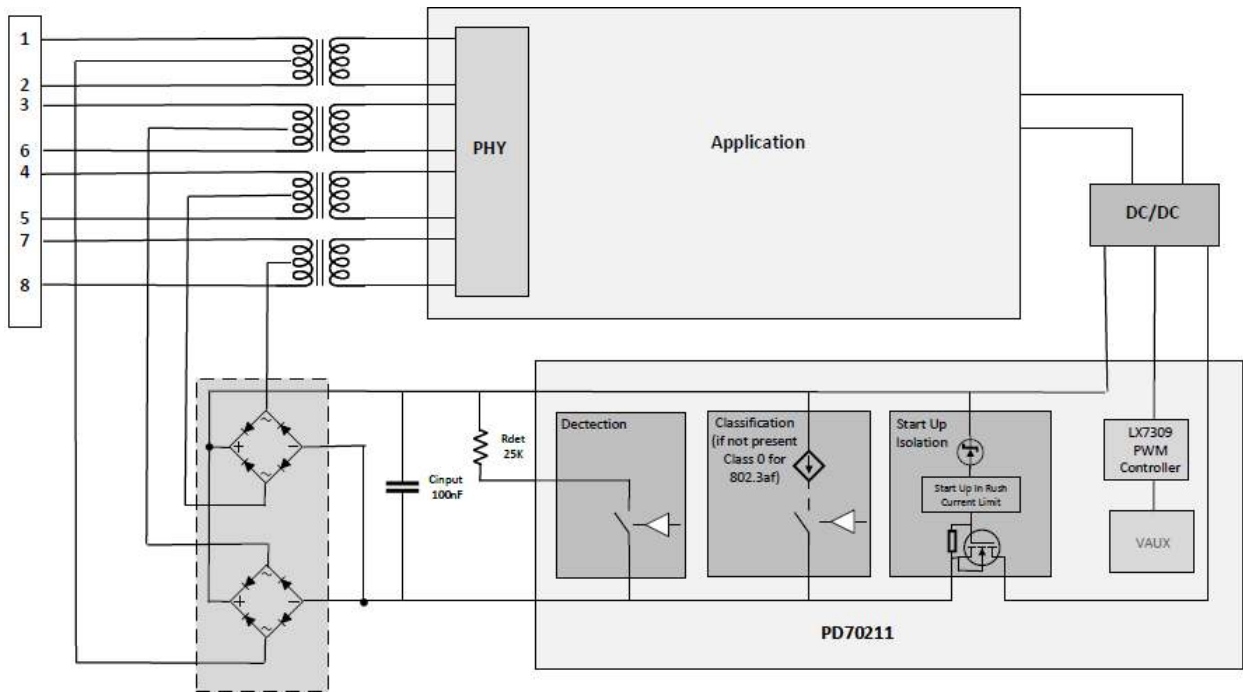 1
2
3
6
4
5
7
8
PHY
Application
DC/DC
Rdet
25K
Cinput
100nF
Dectection
Classification
(if not present
Class 0 for
802.3af)
Start Up
Isolation
Start Up In Rush
Current Limit
LX7309
PWM
Controller
VAUX
PD70211
~
+
−
~
~
+
−
~